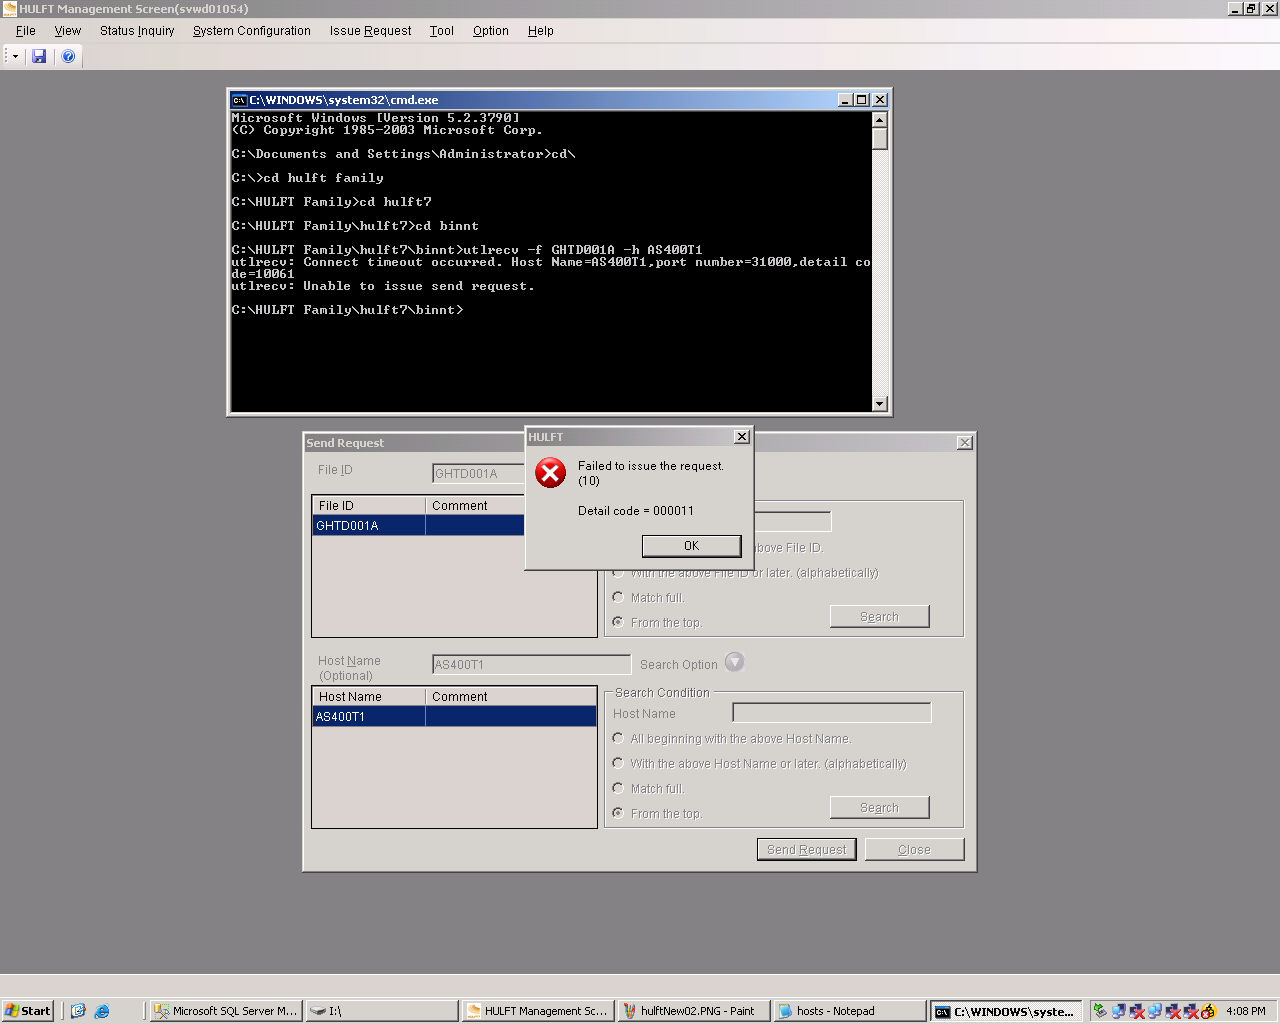 HULFT Management Screen(svwd01054)
File View Status Inquiry System Configuration Issue Request Tool Option Help
C:\WINDOWS\system32\cmd.exe
Microsoft Windows [Version 5.2.3790]
(C) Copyright 1985-2003 Microsoft Corp.
C:\Documents and Settings\Administrator>cd\
C:\>cd hulft family
C:\HULFT Family>cd hulft7
C:\HULFT Family\hulft7>cd binnt
C:\HULFT Family\hulft7\binnt>utlrecv -f GHTD001A -h AS400T1
utlrecv: Connect timeout occurred. Host Name=AS400T1,port number=31000,detail co
de=10061
utlrecv: Unable to issue send request.
C:\HULFT Family\hulft7\binnt>
Send Request
File ID GHTD001A
File ID Comment
GHTD001A
HULFT
Failed to issue the request.
(10)
Detail code = 000011
OK
bove File ID.
With the above File ID or later. (alphabetically)
Match full.
From the top. Search
Host Name
(Optional)
AS400T1 Search Option
Host Name Comment
AS400T1
Search Condition
Host Name
All beginning with the above Host Name.
With the above Host Name or later. (alphabetically)
Match full.
From the top. Search
Send Request Close
Start Microsoft SQL Server M... I:\ HULFT Management Sc... hulftNew02.PNG - Paint hosts - Notepad C:\WINDOWS\syste... 4:08 PM